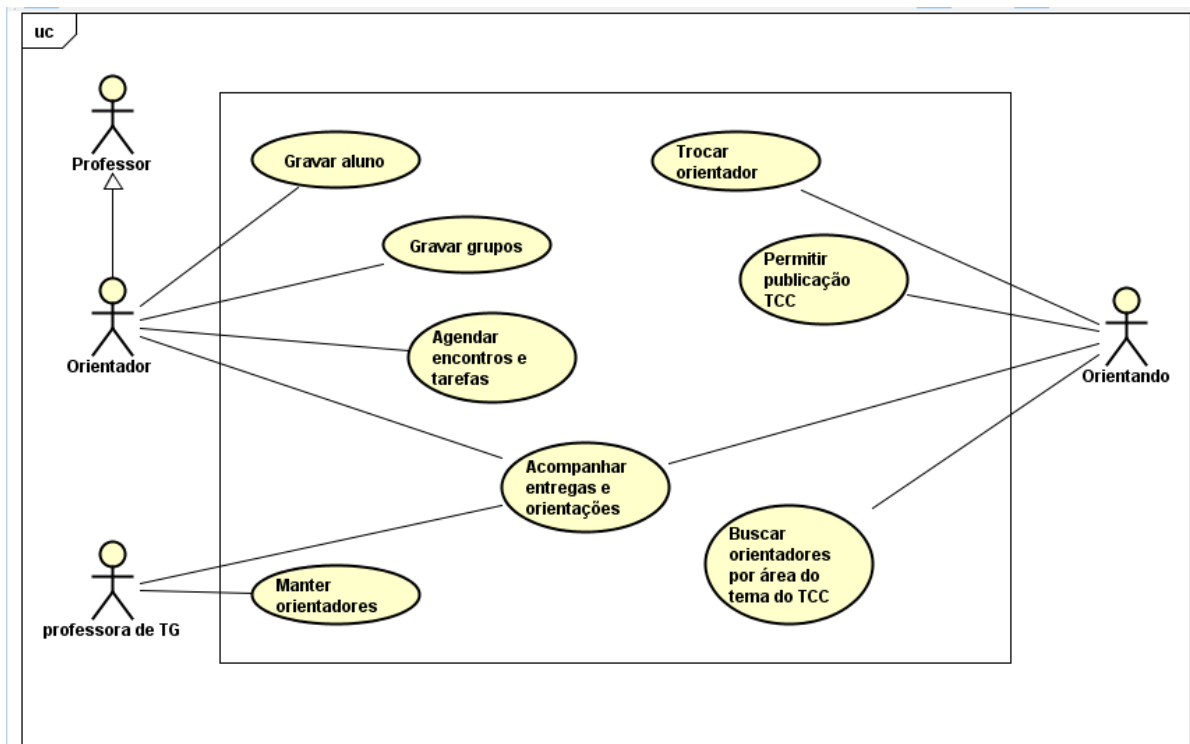 uc
Professor
Gravar aluno
Trocar
orientador
Gravar grupos
Permitir
publicação
TCC
Orientador
Agendar
encontros e
tarefas
Orientando
Acompanhar
entregas e
orientações
Buscar
orientadores
por área do
tema do TCC
professora de TG
Manter
orientadores